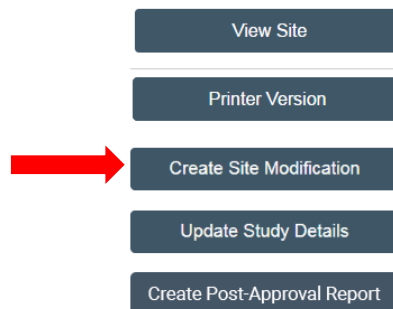 View Site
Printer Version
Create Site Modification
Update Study Details
Create Post-Approval Report